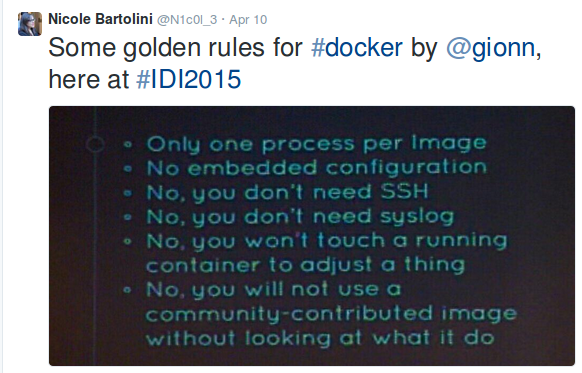 Nicole Bartolini @N1c0l_3 · Apr 10
Some golden rules for #docker by @gionn,
here at #IDI2015
• Only one process per Image
• No embedded configuration
• No, you don't need SSH
• No, you don't need syslog
• No, you won't touch a running
container to adjust a thing
• No, you will not use a
community-contributed image
without looking at what it do